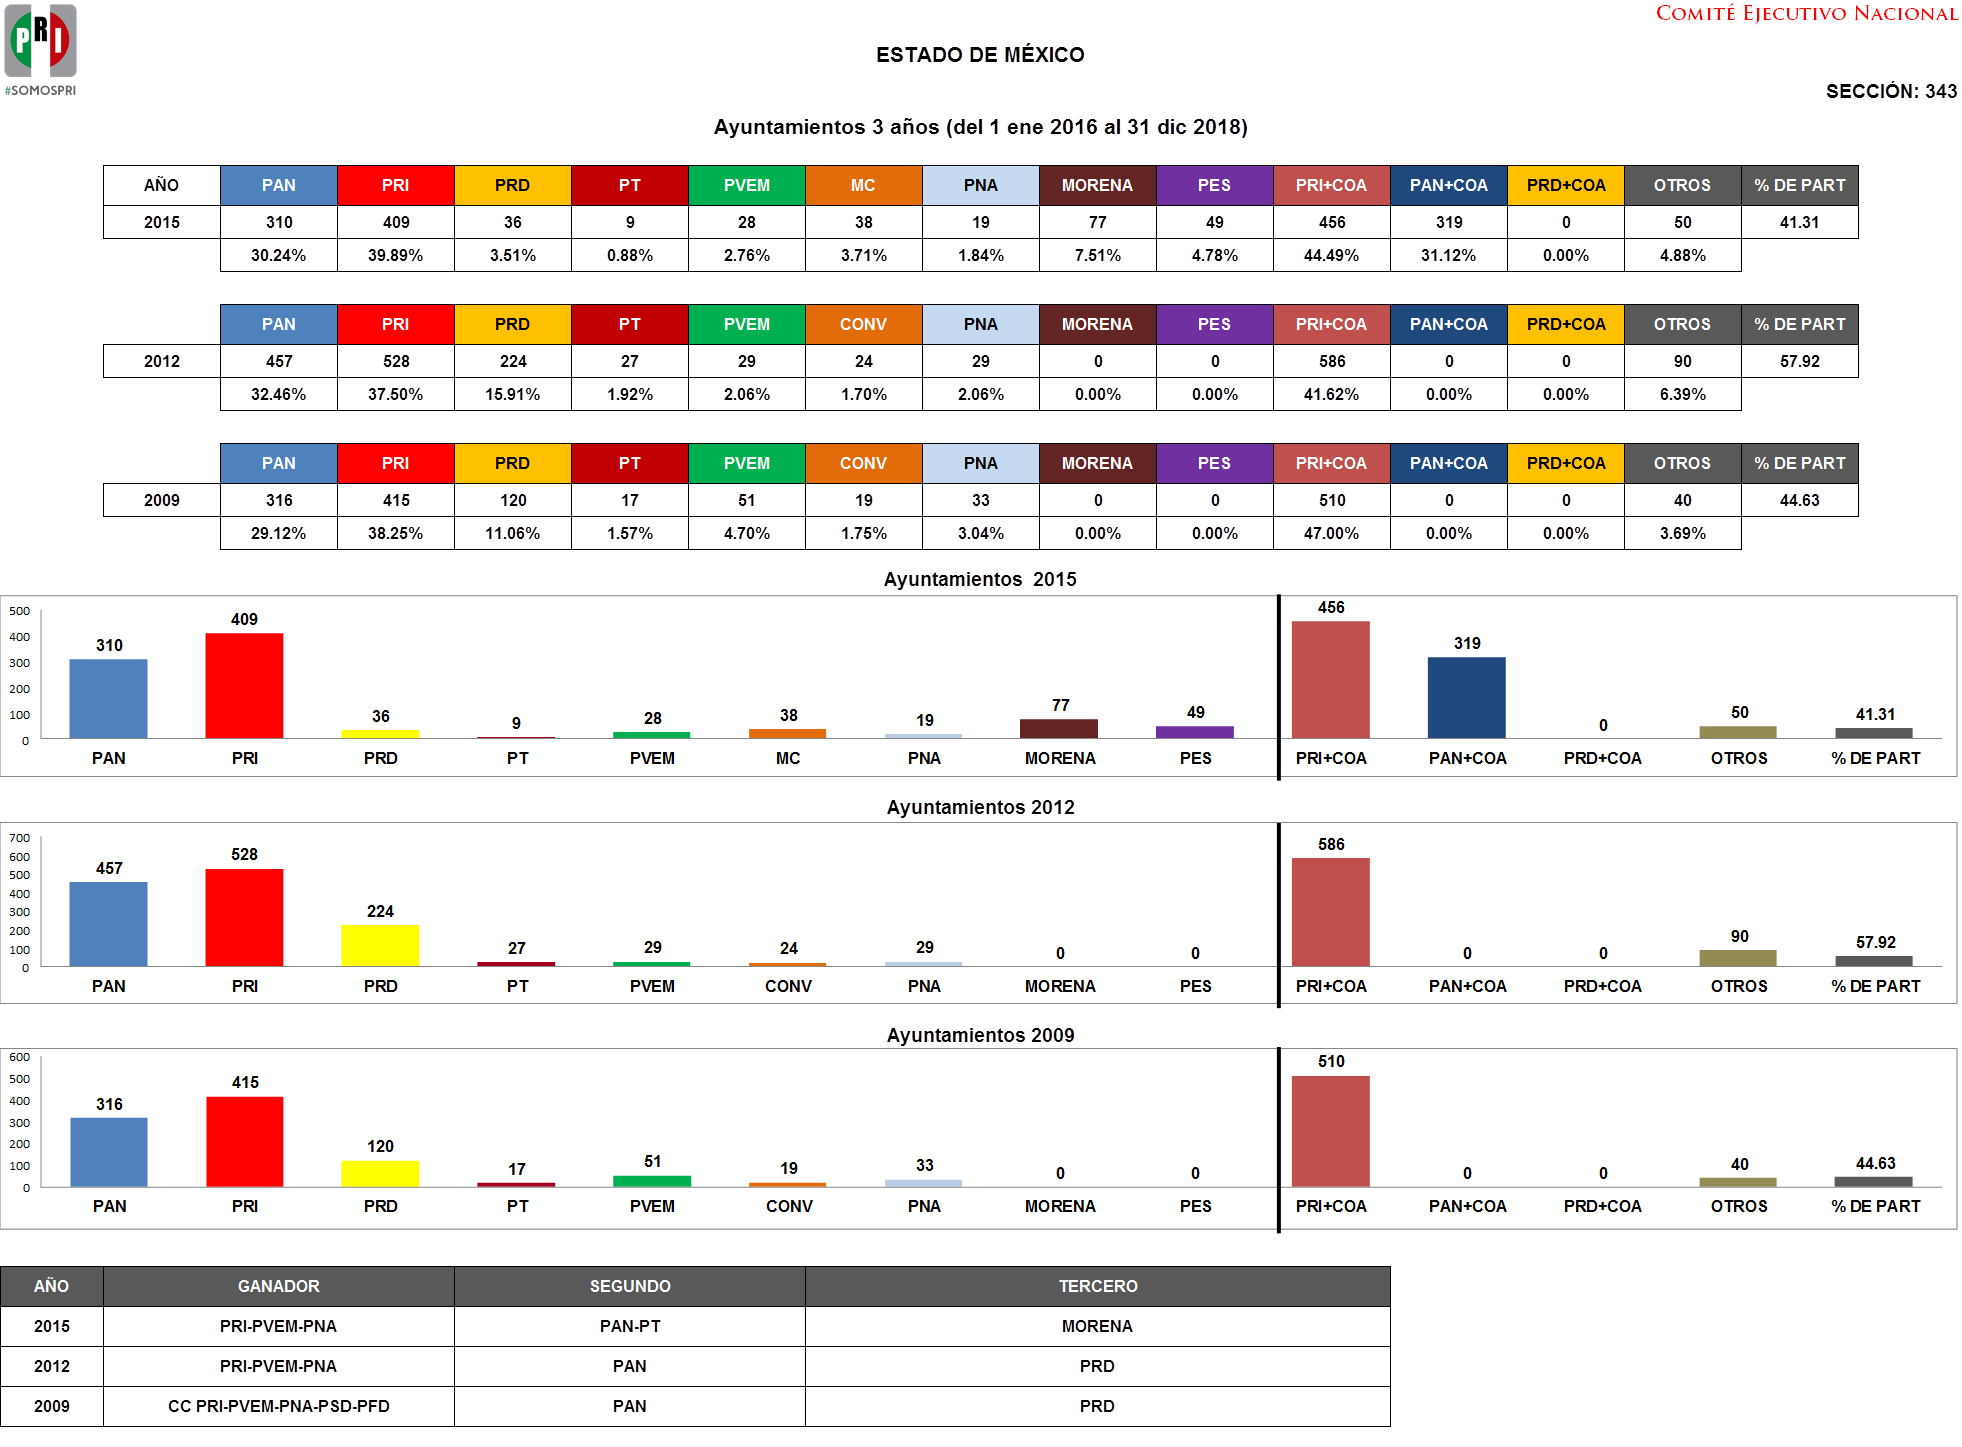 PRI
#SOMOSPRI
COMITÉ EJECUTIVO NACIONAL
ESTADO DE MÉXICO
SECCIÓN: 343
Ayuntamientos 3 años (del 1 ene 2016 al 31 dic 2018)
AÑO PAN PRI PRD PT PVEM MC PNA MORENA PES PRI+COA PAN+COA PRD+COA OTROS % DE PART
2015 310 409 36 9 28 38 19 77 49 456 319 0 50 41.31
30.24% 39.89% 3.51% 0.88% 2.76% 3.71% 1.84% 7.51% 4.78% 44.49% 31.12% 0.00% 4.88%
PAN PRI PRD PT PVEM CONV PNA MORENA PES PRI+COA PAN+COA PRD+COA OTROS % DE PART
2012 457 528 224 27 29 24 29 0 0 586 0 0 90 57.92
32.46% 37.50% 15.91% 1.92% 2.06% 1.70% 2.06% 0.00% 0.00% 41.62% 0.00% 0.00% 6.39%
PAN PRI PRD PT PVEM CONV PNA MORENA PES PRI+COA PAN+COA PRD+COA OTROS % DE PART
2009 316 415 120 17 51 19 33 0 0 510 0 0 40 44.63
29.12% 38.25% 11.06% 1.57% 4.70% 1.75% 3.04% 0.00% 0.00% 47.00% 0.00% 0.00% 3.69%
Ayuntamientos 2015
500
400
300
200
100
0
310 409 36 9 28 38 19 77 49 456 319 0 50 41.31
PAN PRI PRD PT PVEM MC PNA MORENA PES PRI+COA PAN+COA PRD+COA OTROS % DE PART
Ayuntamientos 2012
700
600
500
400
300
200
100
0
457 528 224 27 29 24 29 0 0 586 0 0 90 57.92
PAN PRI PRD PT PVEM CONV PNA MORENA PES PRI+COA PAN+COA PRD+COA OTROS % DE PART
Ayuntamientos 2009
600
500
400
300
200
100
0
316 415 120 17 51 19 33 0 0 510 0 0 40 44.63
PAN PRI PRD PT PVEM CONV PNA MORENA PES PRI+COA PAN+COA PRD+COA OTROS % DE PART
AÑO GANADOR SEGUNDO TERCERO
2015 PRI-PVEM-PNA PAN-PT MORENA
2012 PRI-PVEM-PNA PAN PRD
2009 CC PRI-PVEM-PNA-PSD-PFD PAN PRD